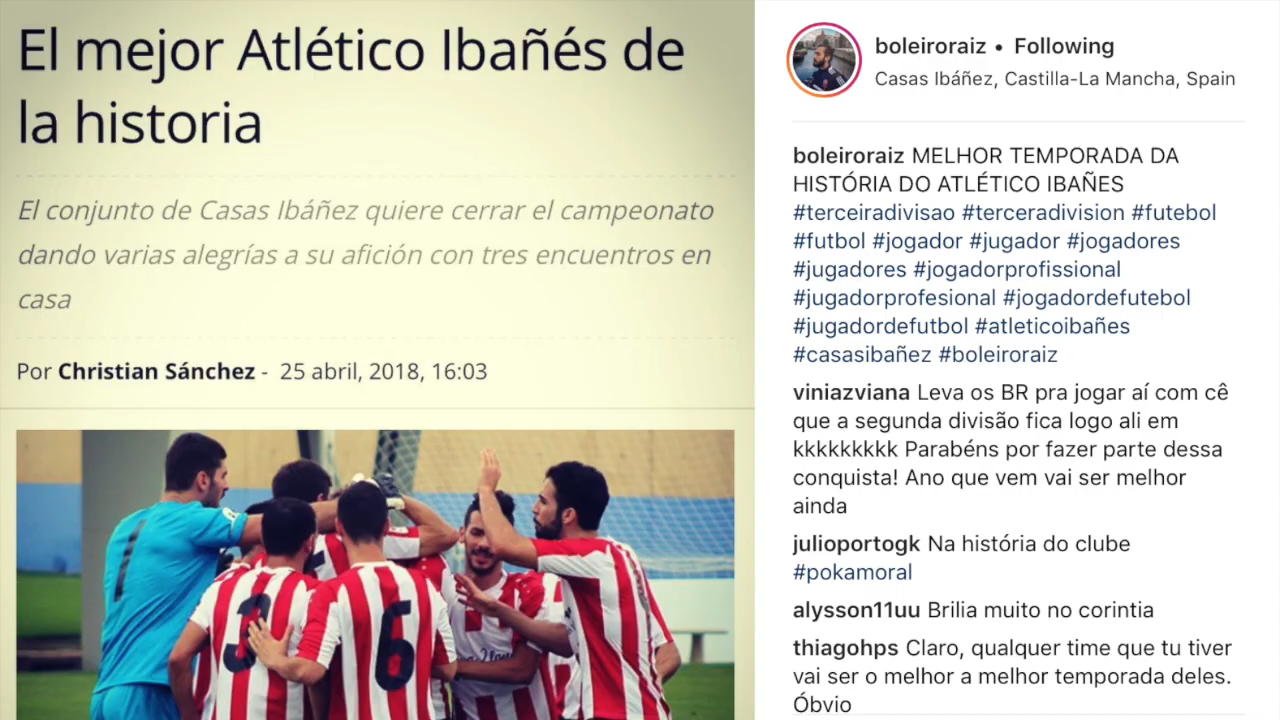 El mejor Atlético Ibañés de
la historia
El conjunto de Casas Ibáñez quiere cerrar el campeonato
dando varias alegrías a su afición con tres encuentros en
casa
Por Christian Sánchez - 25 abril, 2018, 16:03
1
3
6
boleiroraiz • Following
Casas Ibáñez, Castilla-La Mancha, Spain
boleiroraiz MELHOR TEMPORADA DA
HISTÓRIA DO ATLÉTICO IBAÑES
#terceiradivisao #terceradivision #futebol
#futbol #jogador #jugador #jogadores
#jugadores #jogadorprofissional
#jugadorprofesional #jogadordefutebol
#jugadordefutbol #atleticoibañes
#casasibañez #boleiroraiz
viniazviana Leva os BR pra jogar aí com cê
que a segunda divisão fica logo ali em
kkkkkkkkk Parabéns por fazer parte dessa
conquista! Ano que vem vai ser melhor
ainda
julioportogk Na história do clube
#pokamoral
alysson11uu Brilia muito no corintia
thiagohps Claro, qualquer time que tu tiver
vai ser o melhor a melhor temporada deles.
Óbvio